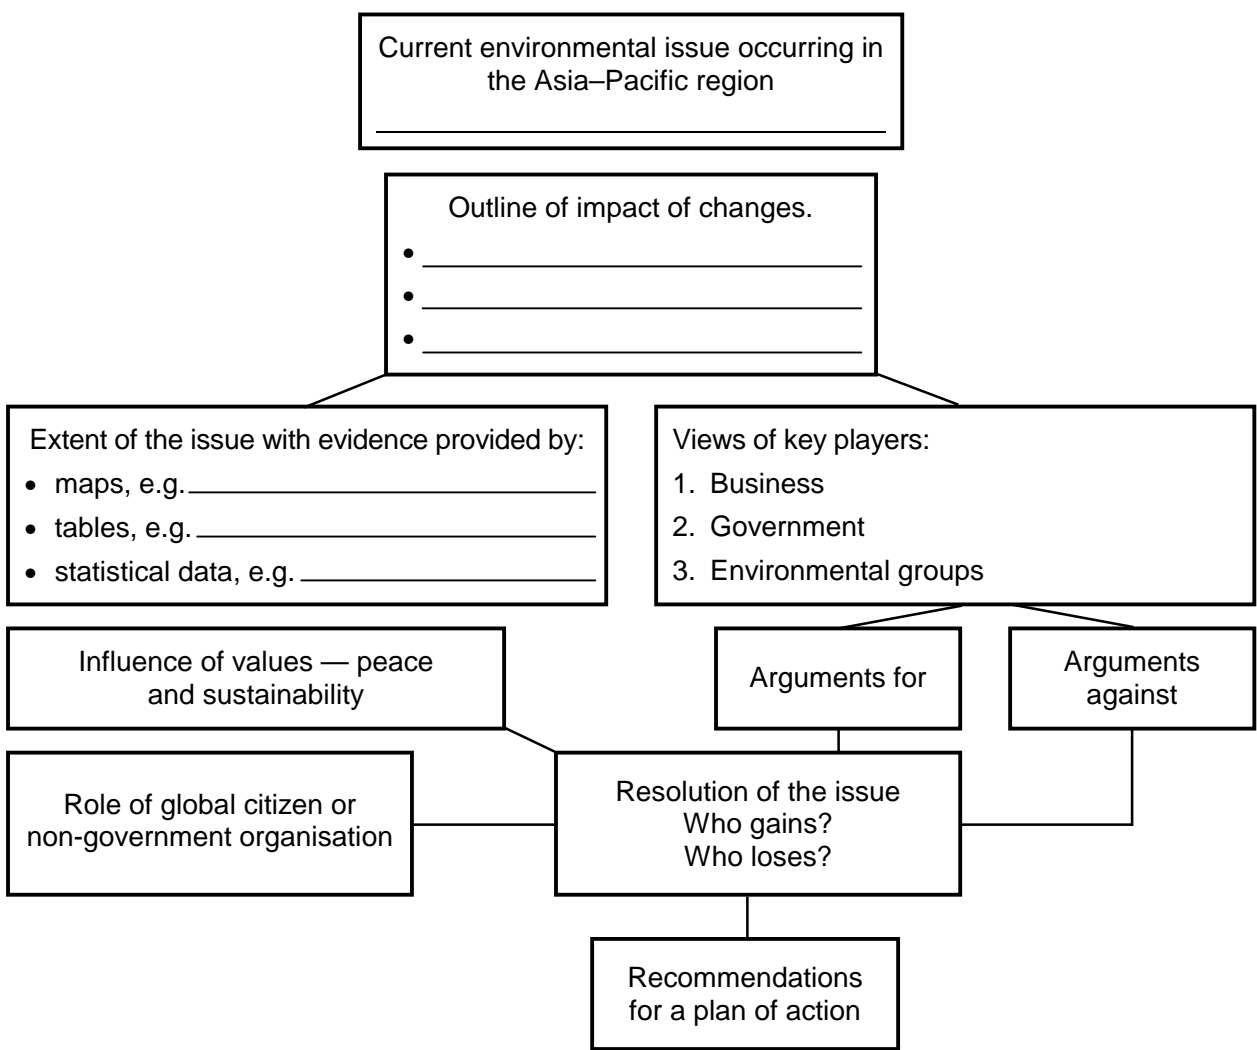 Current environmental issue occurring in
the Asia–Pacific region
Outline of impact of changes.
•
•
•
Extent of the issue with evidence provided by:
• maps, e.g.
• tables, e.g.
• statistical data, e.g.
Views of key players:
1. Business
2. Government
3. Environmental groups
Influence of values — peace
and sustainability
Arguments for
Arguments
against
Role of global citizen or
non-government organisation
Resolution of the issue
Who gains?
Who loses?
Recommendations
for a plan of action